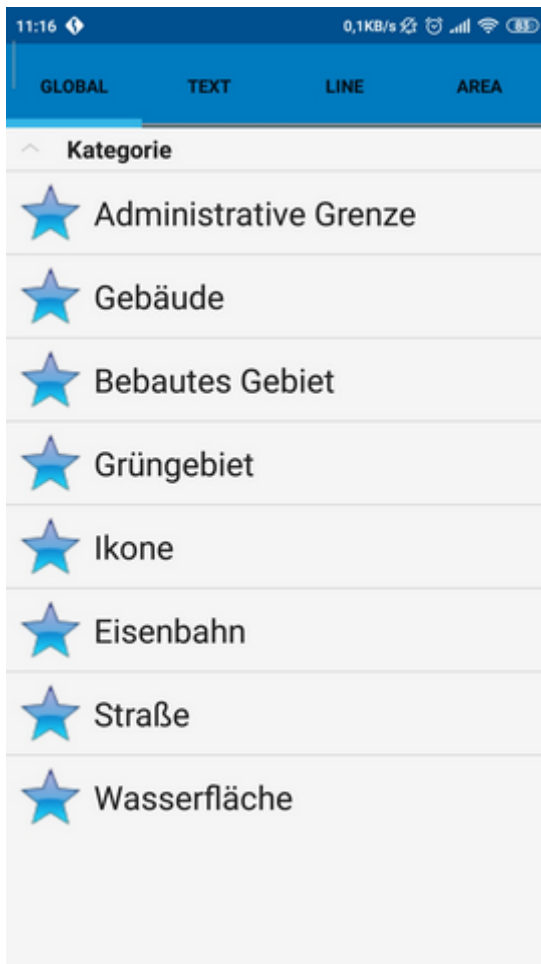 11:16 0,1KB/s 83
GLOBAL TEXT LINE AREA
Kategorie
Administrative Grenze
Gebäude
Bebautes Gebiet
Grüngebiet
Ikone
Eisenbahn
Straße
Wasserfläche